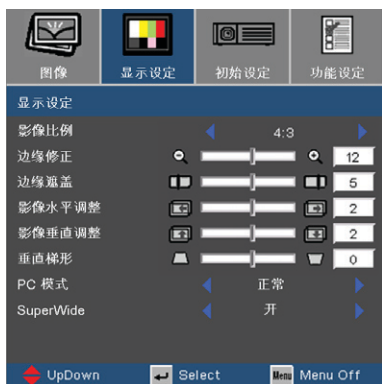 图像 显示设定 初始设定 功能设定
显示设定
影像比例 4:3
边缘修正 12
边缘遮盖 5
影像水平调整 2
影像垂直调整 2
垂直梯形 0
PC 模式 正常
SuperWide 开
UpDown Select Menu Menu Off